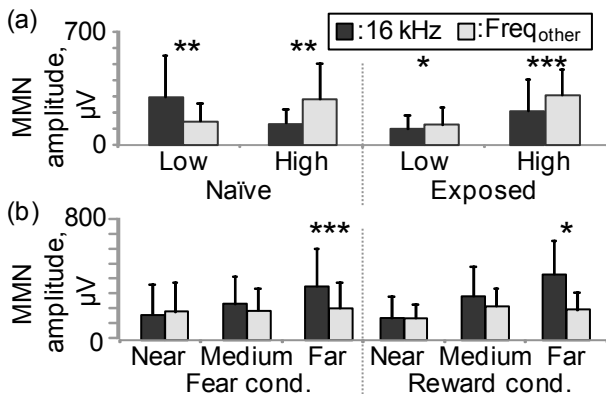 (a)
700
:16 kHz :Freq_other
** ** * ***
MMN
amplitude,
µV
0
Low High Low High
Naïve Exposed
(b)
800
*** *
MMN
amplitude,
µV
0
Near Medium Far Near Medium Far
Fear cond. Reward cond.